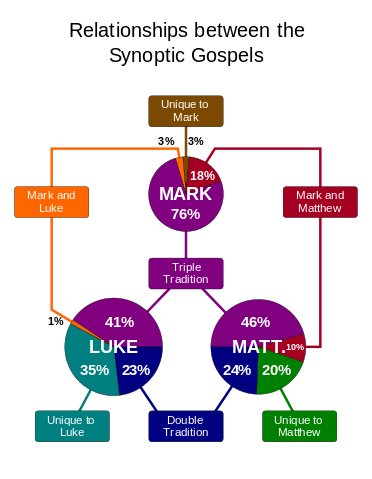 Relationships between the
Synoptic Gospels
Unique to
Mark
3%
3%
18%
MARK
76%
Mark and
Luke
Mark and
Matthew
Triple
Tradition
1%
41%
LUKE
35%
23%
46%
MATT.
10%
24%
20%
Unique to
Luke
Double
Tradition
Unique to
Matthew